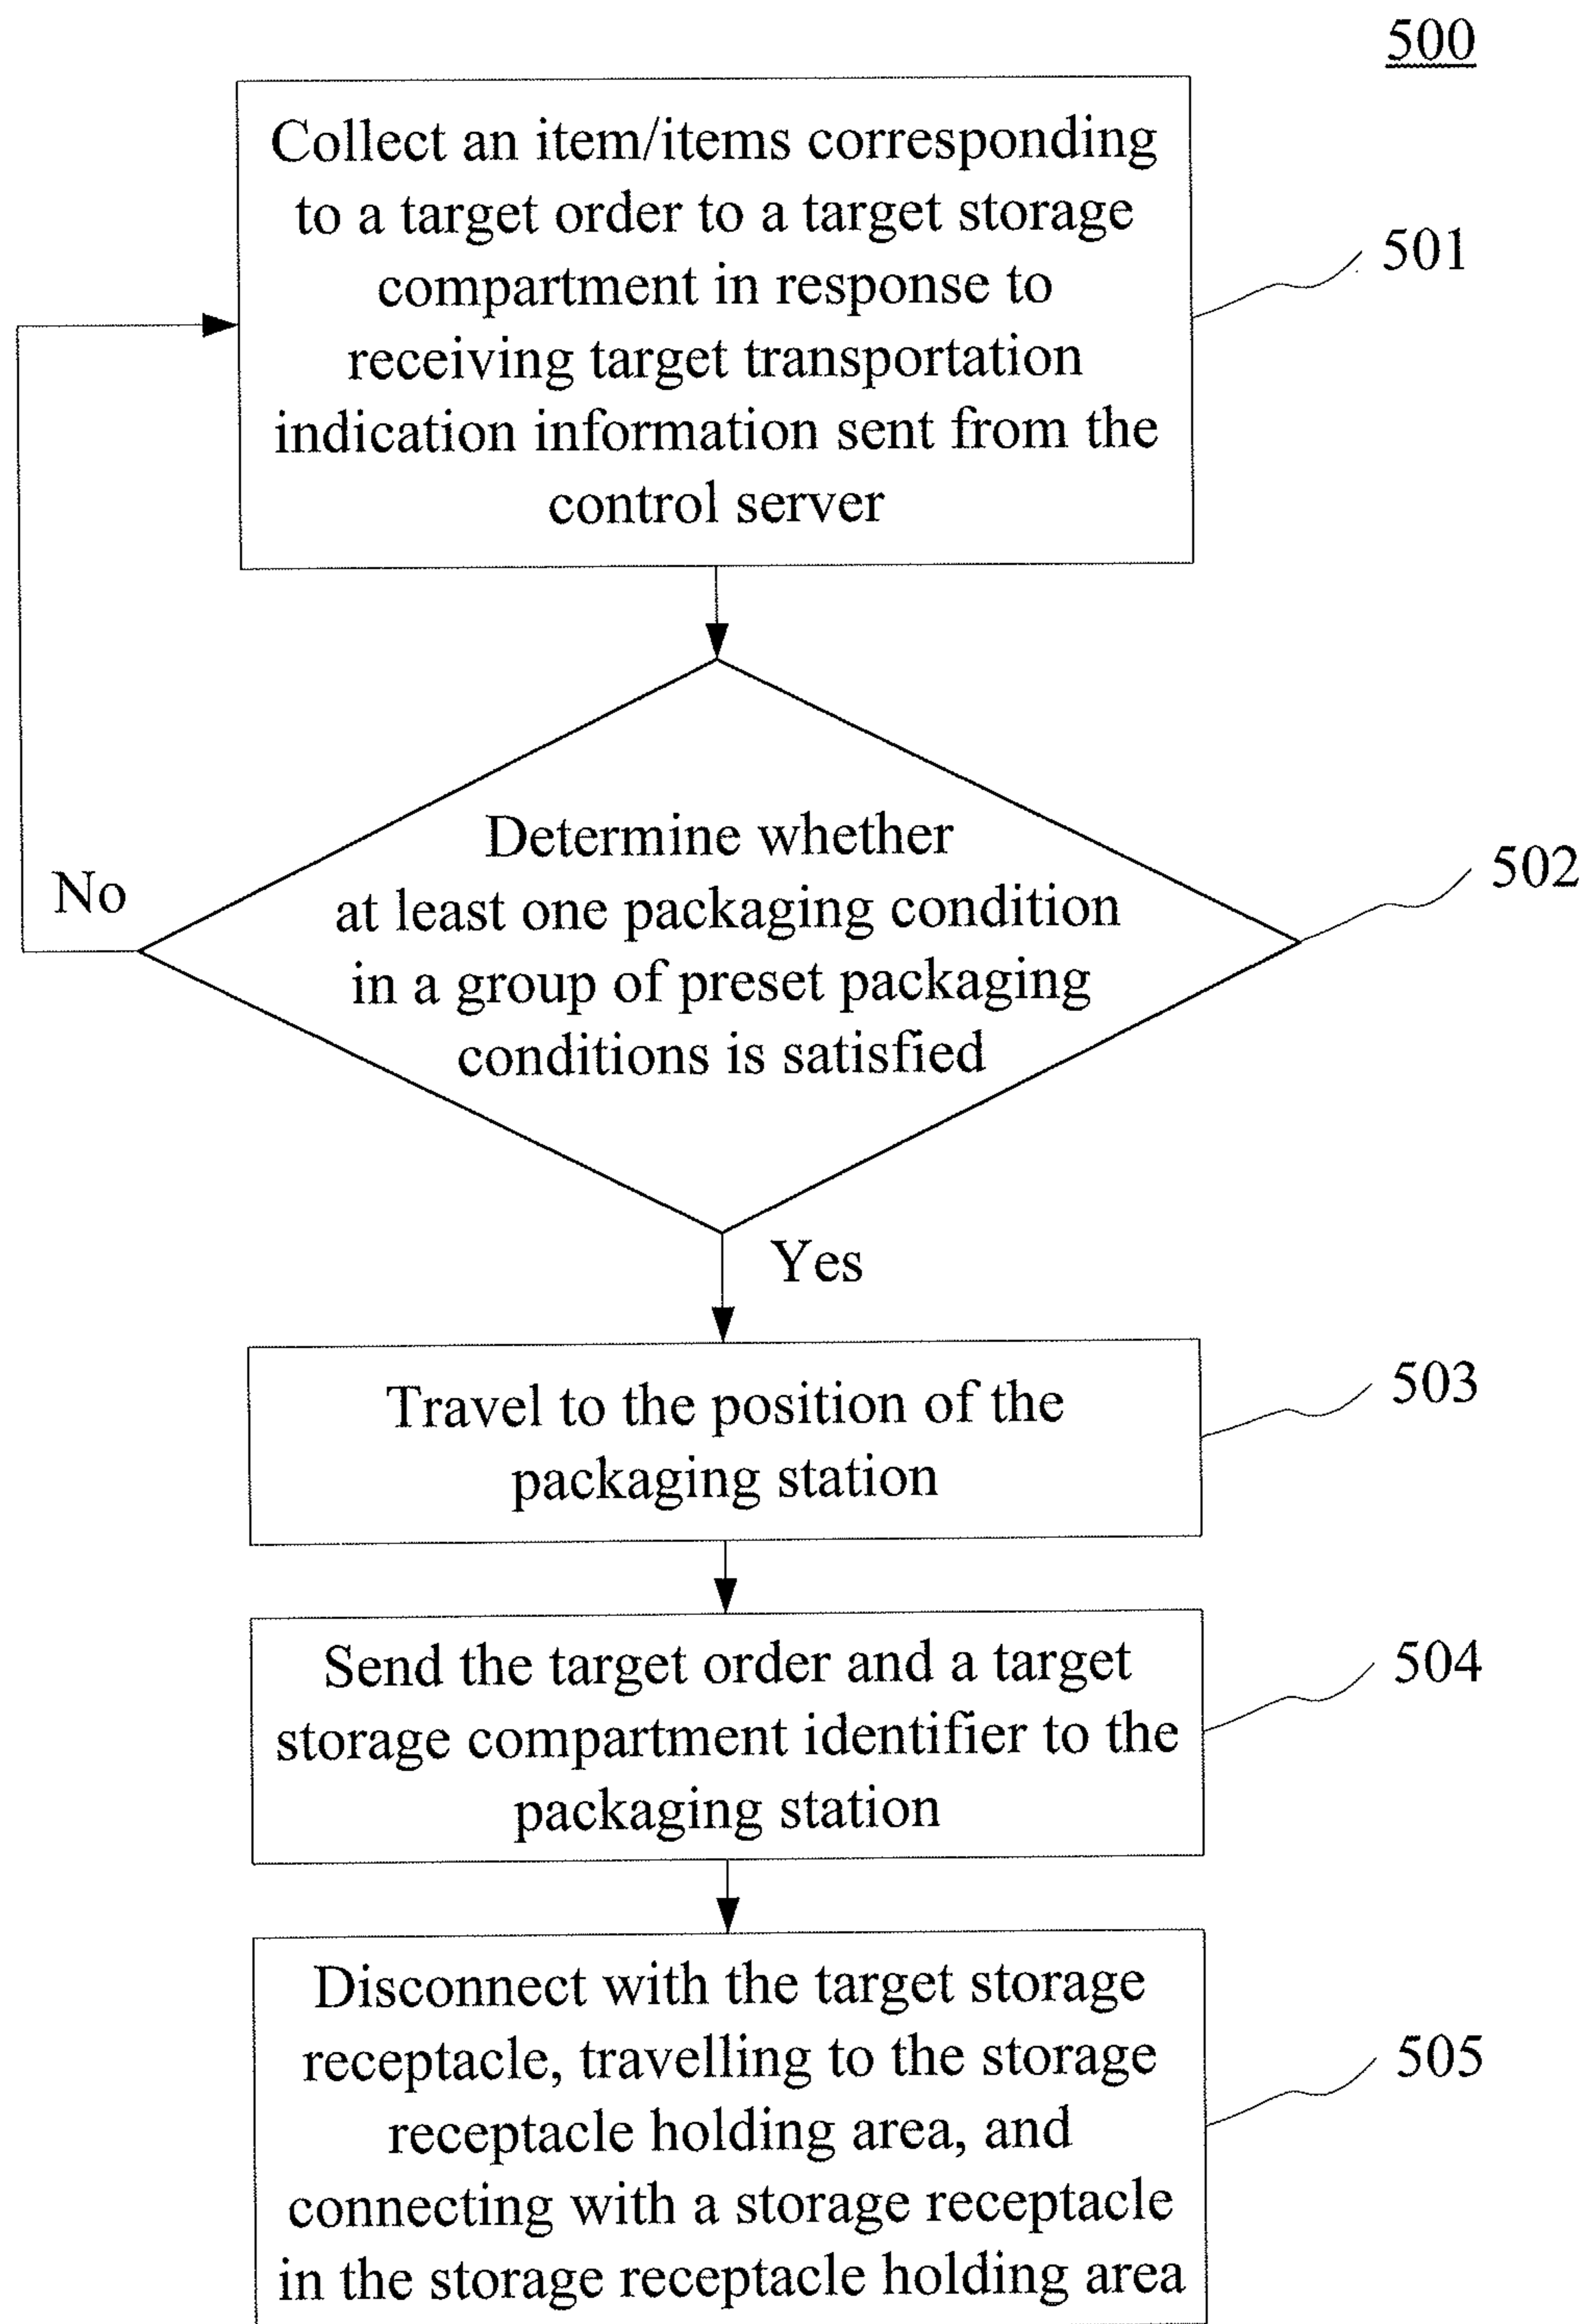 500
Collect an item/items corresponding
to a target order to a target storage
compartment in response to
receiving target transportation
indication information sent from the
control server
501
Determine whether
at least one packaging condition
in a group of preset packaging
conditions is satisfied
502
No
Yes
Travel to the position of the
packaging station
503
Send the target order and a target
storage compartment identifier to the
packaging station
504
Disconnect with the target storage
receptacle, travelling to the storage
receptacle holding area, and
connecting with a storage receptacle
in the storage receptacle holding area
505